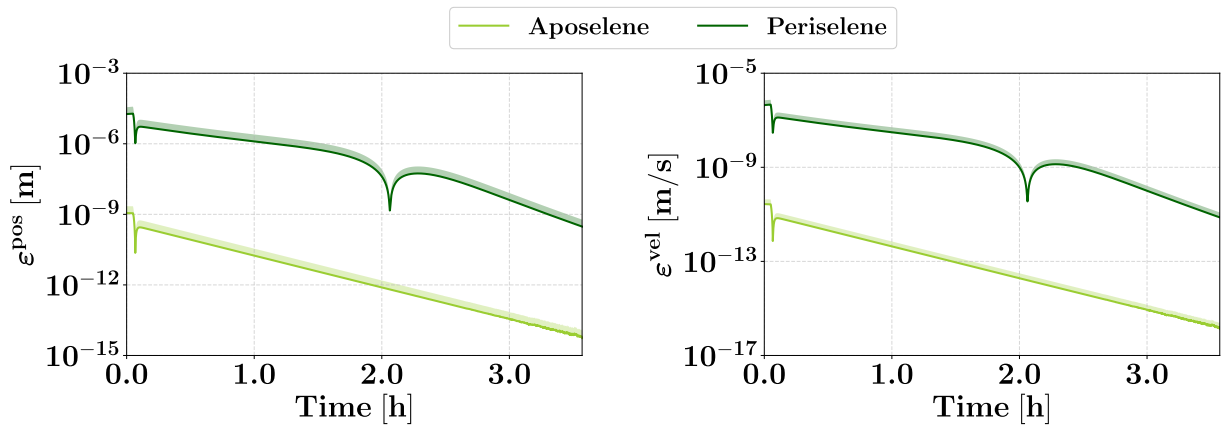 Aposelene Periselene
10⁻³
10⁻⁶
10⁻⁹
10⁻¹²
10⁻¹⁵
εᵖᵒˢ [m]
0.0 1.0 2.0 3.0
Time [h]
10⁻⁵
10⁻⁹
10⁻¹³
10⁻¹⁷
εᵛᵉˡ [m/s]
0.0 1.0 2.0 3.0
Time [h]